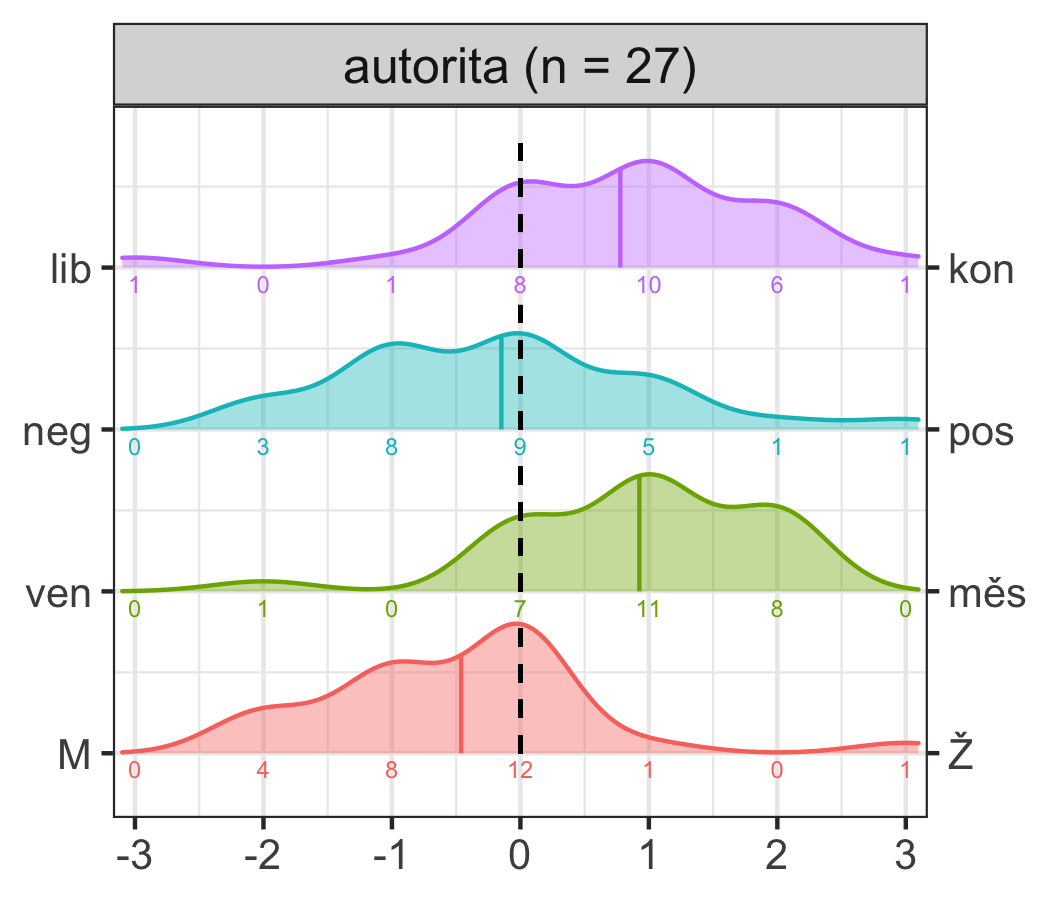 autorita (n = 27)
lib kon
1 0 1 8 10 6 1
neg pos
0 3 8 9 5 1 1
ven měs
0 1 0 7 11 8 0
M Ž
0 4 8 12 1 0 1
-3 -2 -1 0 1 2 3